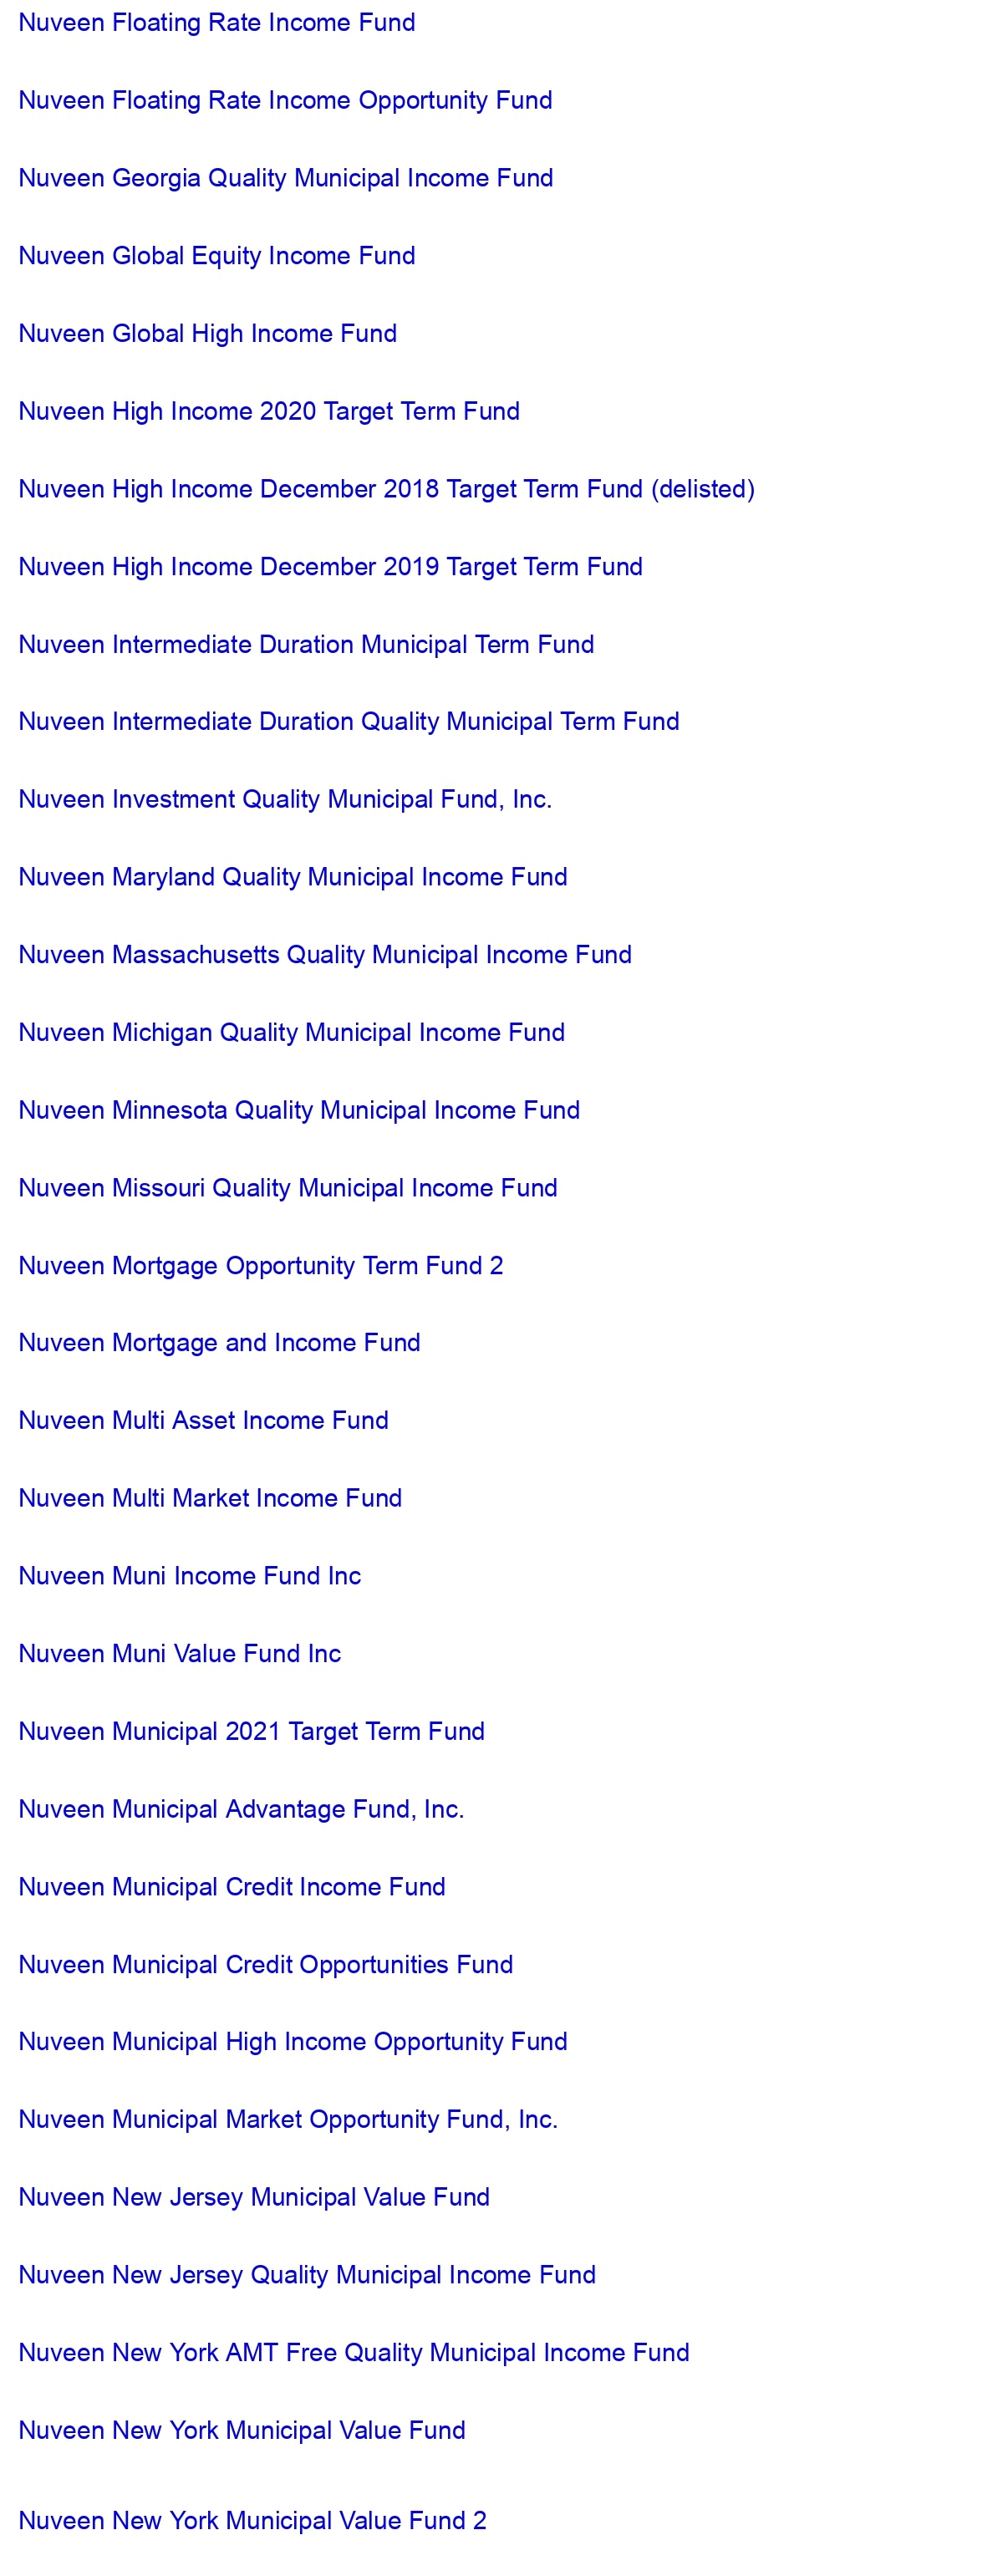 Nuveen Floating Rate Income Fund
Nuveen Floating Rate Income Opportunity Fund
Nuveen Georgia Quality Municipal Income Fund
Nuveen Global Equity Income Fund
Nuveen Global High Income Fund
Nuveen High Income 2020 Target Term Fund
Nuveen High Income December 2018 Target Term Fund (delisted)
Nuveen High Income December 2019 Target Term Fund
Nuveen Intermediate Duration Municipal Term Fund
Nuveen Intermediate Duration Quality Municipal Term Fund
Nuveen Investment Quality Municipal Fund, Inc.
Nuveen Maryland Quality Municipal Income Fund
Nuveen Massachusetts Quality Municipal Income Fund
Nuveen Michigan Quality Municipal Income Fund
Nuveen Minnesota Quality Municipal Income Fund
Nuveen Missouri Quality Municipal Income Fund
Nuveen Mortgage Opportunity Term Fund 2
Nuveen Mortgage and Income Fund
Nuveen Multi Asset Income Fund
Nuveen Multi Market Income Fund
Nuveen Muni Income Fund Inc
Nuveen Muni Value Fund Inc
Nuveen Municipal 2021 Target Term Fund
Nuveen Municipal Advantage Fund, Inc.
Nuveen Municipal Credit Income Fund
Nuveen Municipal Credit Opportunities Fund
Nuveen Municipal High Income Opportunity Fund
Nuveen Municipal Market Opportunity Fund, Inc.
Nuveen New Jersey Municipal Value Fund
Nuveen New Jersey Quality Municipal Income Fund
Nuveen New York AMT Free Quality Municipal Income Fund
Nuveen New York Municipal Value Fund
Nuveen New York Municipal Value Fund 2